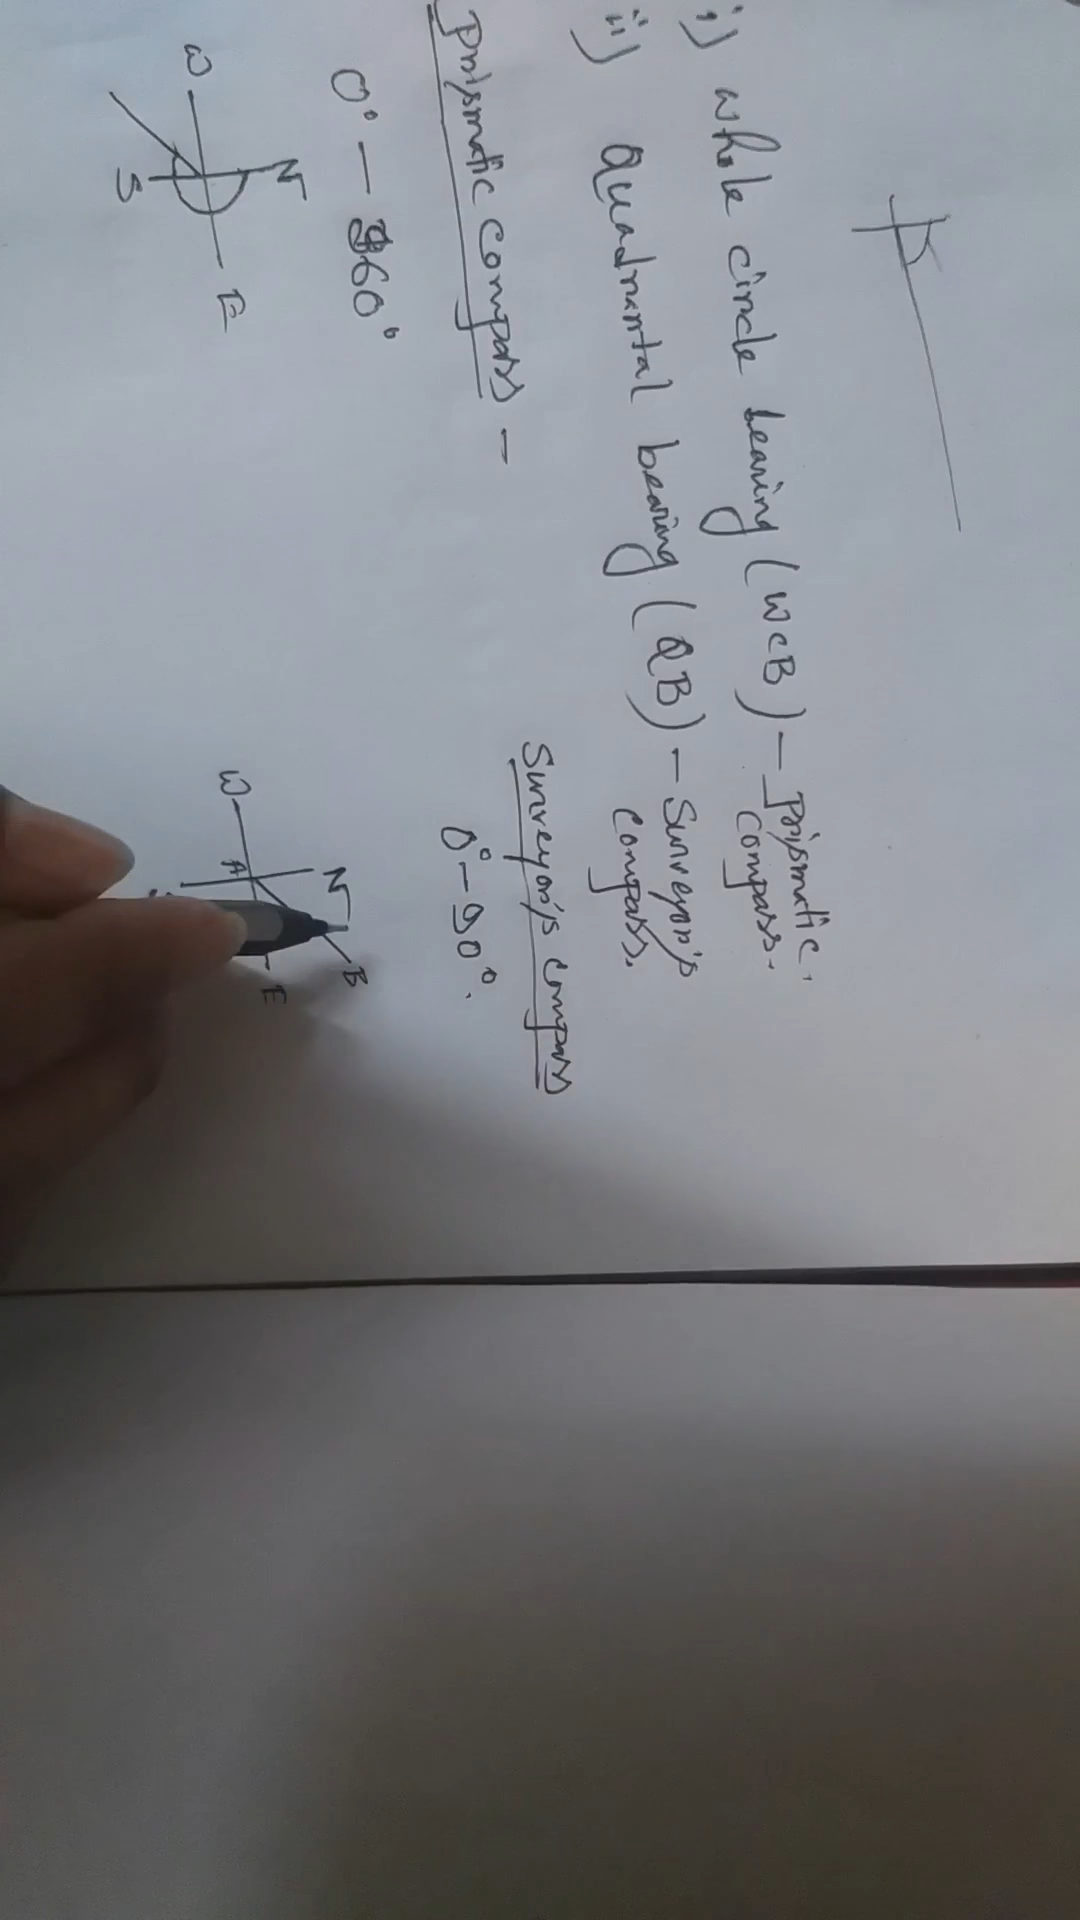 i) Whole circle bearing (WCB) - Prismatic compass.
ii) Quadrantal bearing (QB) - Surveyor's compass.
Prismatic compass -
0° - 360°
N
W
E
S
Surveyor's compass
0° - 90°.
N
B
W
A
E